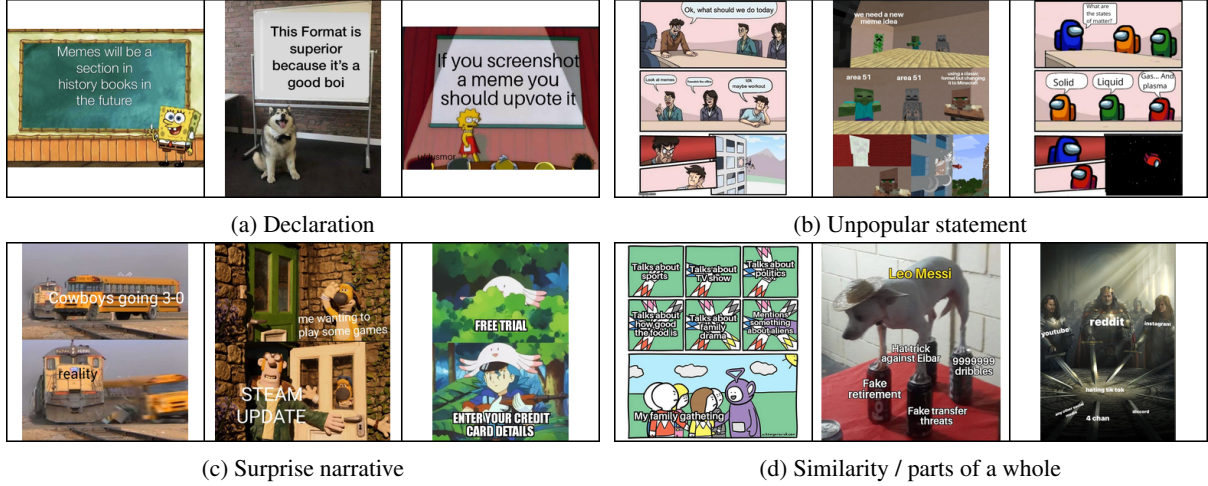 Memes will be a
section in
history books in
the future
This Format is
superior
because it's a
good boi
If you screenshot
a meme you
should upvote it
(a) Declaration
Ok, what should we do today
Look at memes
Idk
maybe workout
we need a new
meme idea
area 51
area 51
using a classic
format but changing
it to Minecraft
What are
the states
of matter?
Solid
Liquid
Gas... And
plasma
(b) Unpopular statement
Cowboys going 3-0
reality
me wanting to
play some games
STEAM
UPDATE
FREE TRIAL
ENTER YOUR CREDIT
CARD DETAILS
(c) Surprise narrative
Talks about
sports
Talks about
TV show
Talks about
politics
Talks about
how good
the food is
Talks about
family
drama
Mentions
something
about aliens
My family gatheting
Leo Messi
Hat trick
against Eibar
9999999
dribbles
Fake
retirement
Fake transfer
threats
youtube
reddit
instagram
hating tik tok
any other social
media
discord
4 chan
(d) Similarity / parts of a whole